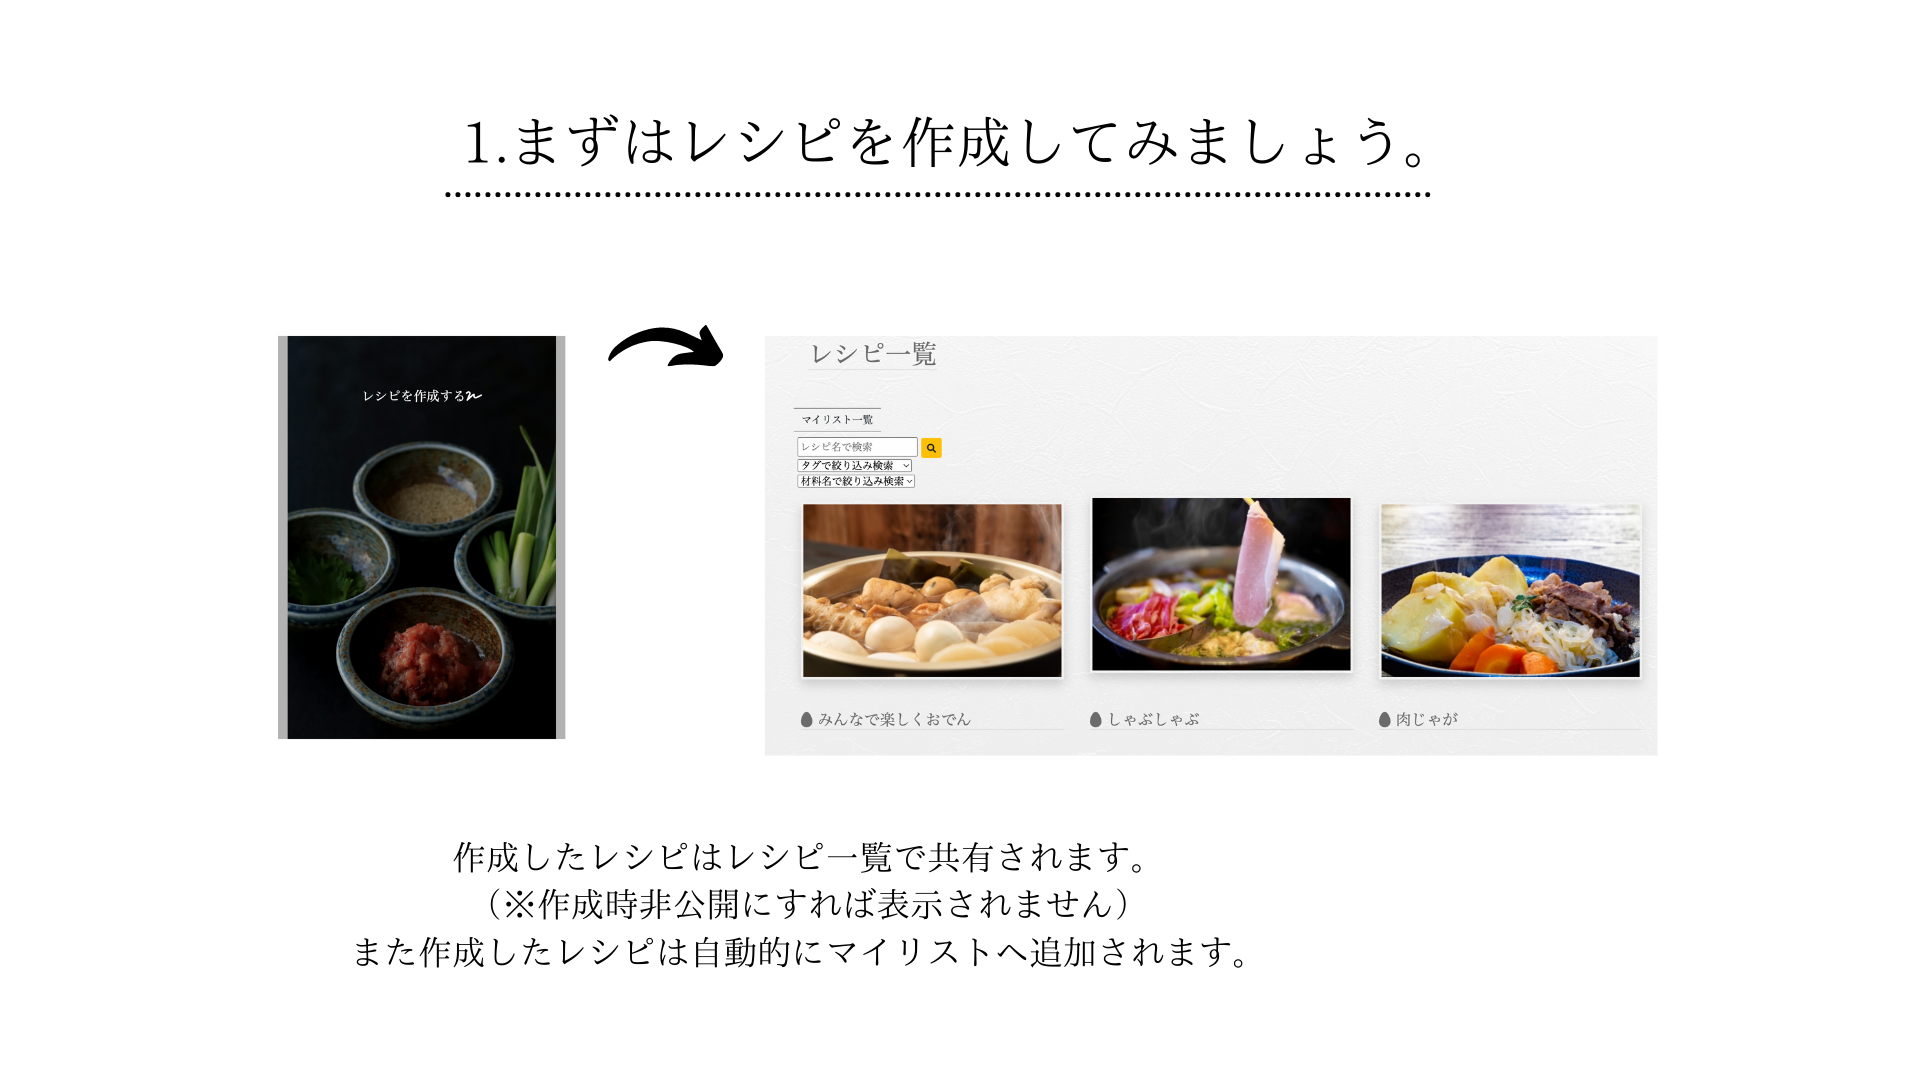 1.まずはレシピを作成してみましょう。
レシピを作成する
レシピ一覧
マイリスト一覧
レシピ名で検索
タグで絞り込み検索
材料名で絞り込み検索
みんなで楽しくおでん
しゃぶしゃぶ
肉じゃが
作成したレシピはレシピ一覧で共有されます。
（※作成時非公開にすれば表示されません）
また作成したレシピは自動的にマイリストへ追加されます。